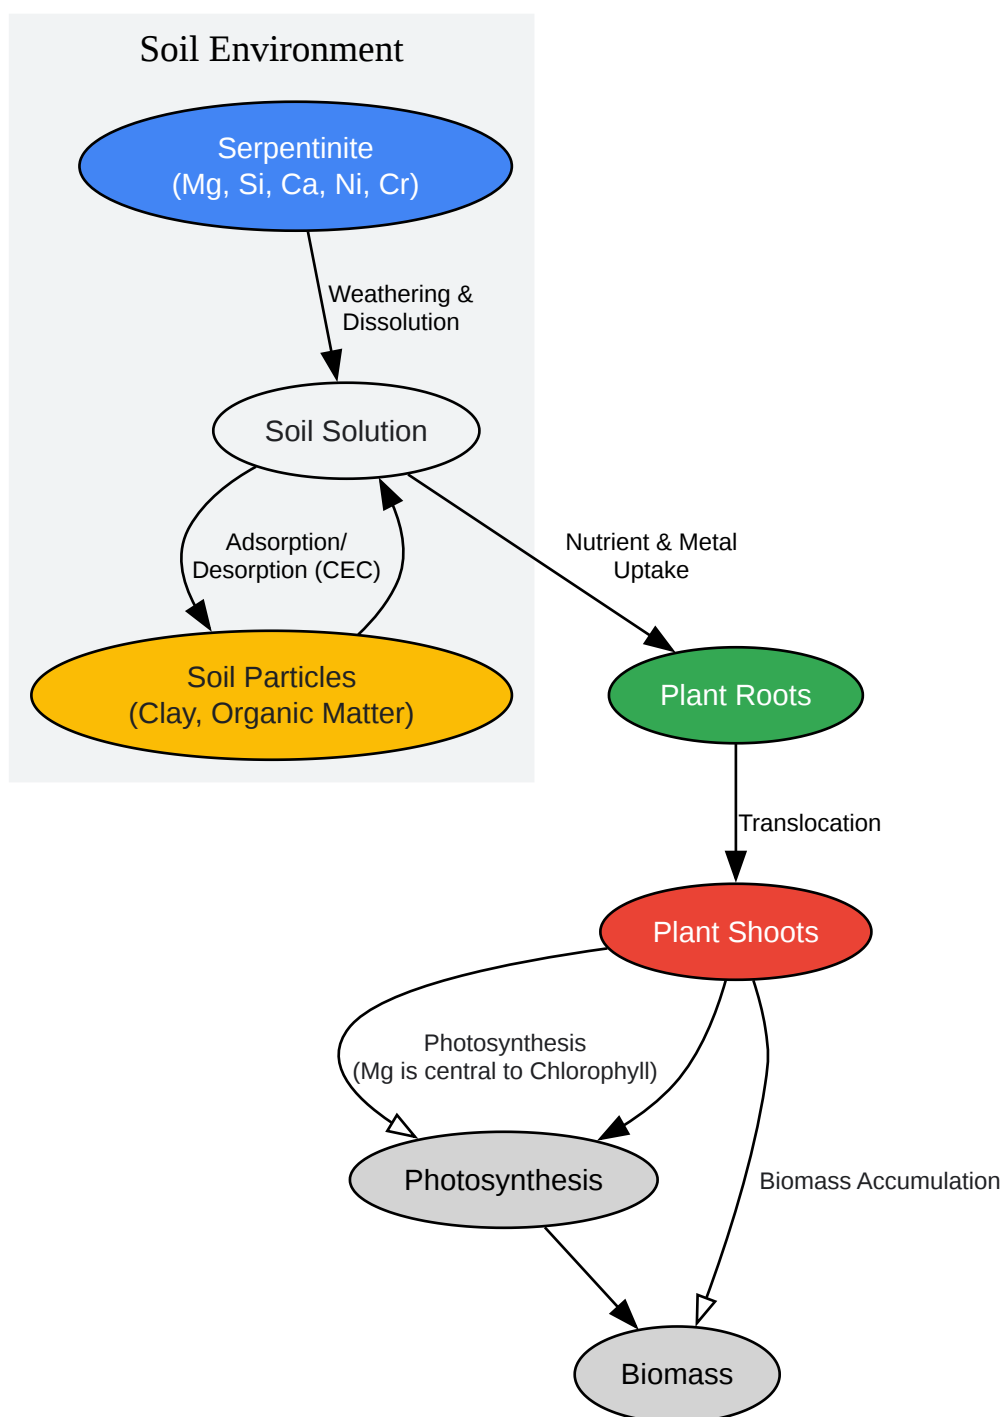 Soil Environment
Serpentinite
(Mg, Si, Ca, Ni, Cr)
Weathering &
Dissolution
Soil Solution
Adsorption/
Desorption (CEC)
Nutrient & Metal
Uptake
Soil Particles
(Clay, Organic Matter)
Plant Roots
Translocation
Plant Shoots
Photosynthesis
(Mg is central to Chlorophyll)
Photosynthesis
Biomass Accumulation
Biomass